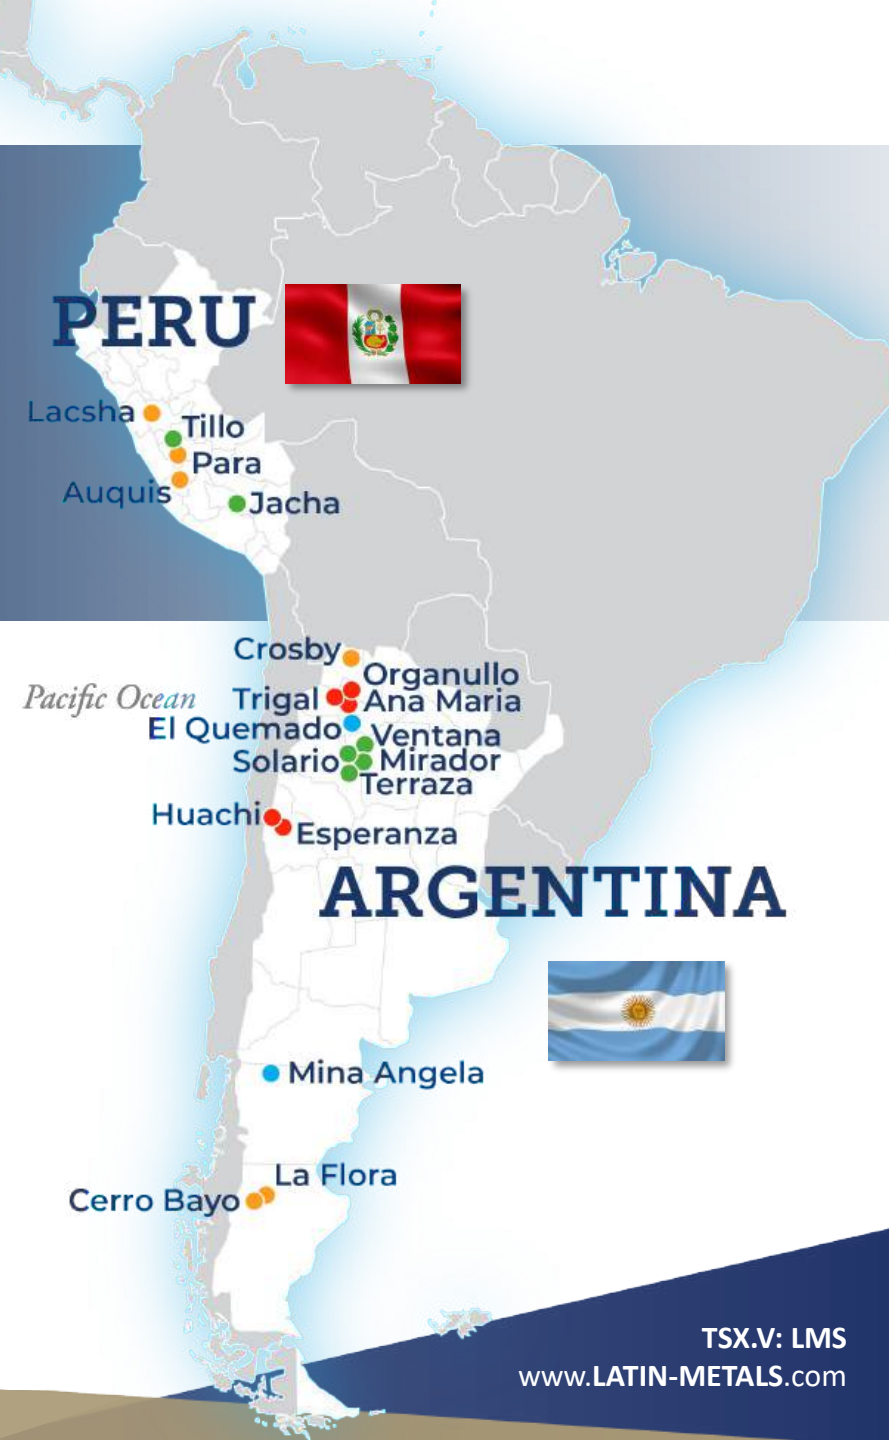 PERU
Lacsha
Tillo
Para
Auquis
Jacha
Crosby
Organullo
Pacific Ocean
Trigal
Ana Maria
El Quemado
Ventana
Solario
Mirador
Terraza
Huachi
Esperanza
ARGENTINA
Mina Angela
La Flora
Cerro Bayo
TSX.V: LMS
www.LATIN-METALS.com